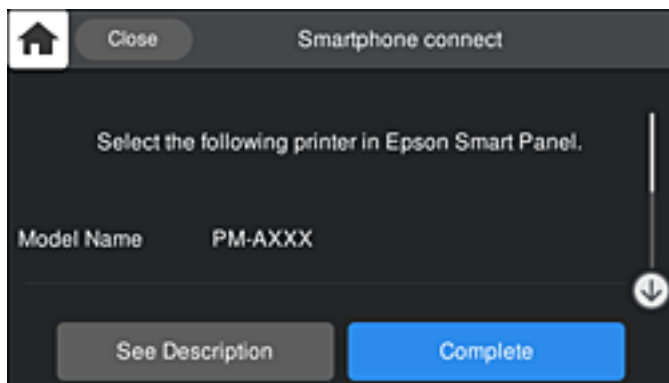 Close
Smartphone connect
Select the following printer in Epson Smart Panel.
Model Name PM-AXXX
See Description
Complete